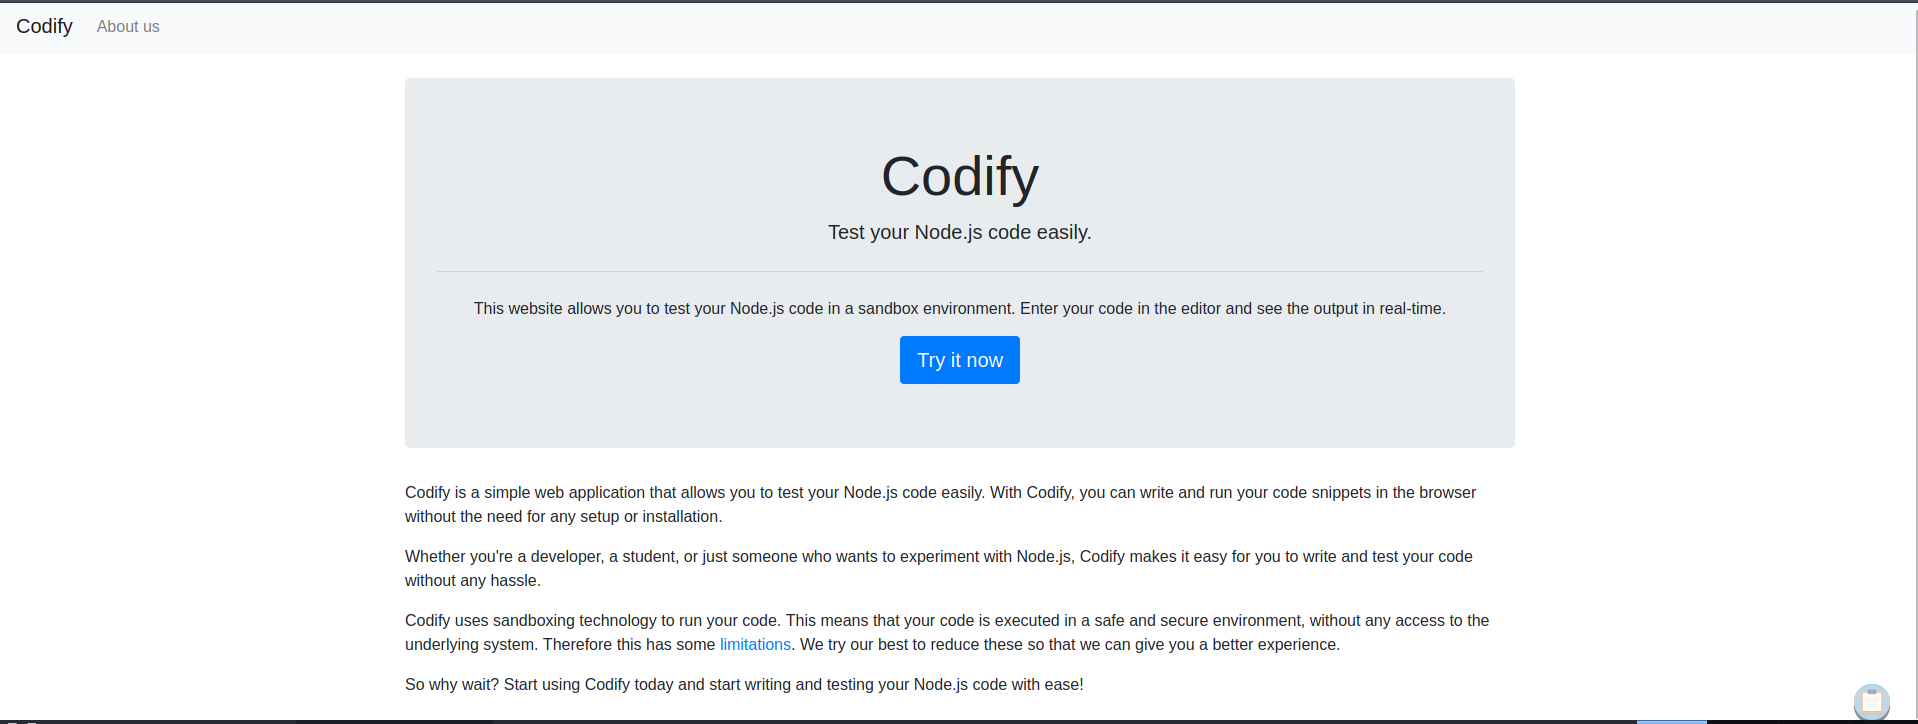 Codify About us
Codify
Test your Node.js code easily.
This website allows you to test your Node.js code in a sandbox environment. Enter your code in the editor and see the output in real-time.
Try it now
Codify is a simple web application that allows you to test your Node.js code easily. With Codify, you can write and run your code snippets in the browser
without the need for any setup or installation.
Whether you're a developer, a student, or just someone who wants to experiment with Node.js, Codify makes it easy for you to write and test your code
without any hassle.
Codify uses sandboxing technology to run your code. This means that your code is executed in a safe and secure environment, without any access to the
underlying system. Therefore this has some limitations. We try our best to reduce these so that we can give you a better experience.
So why wait? Start using Codify today and start writing and testing your Node.js code with ease!